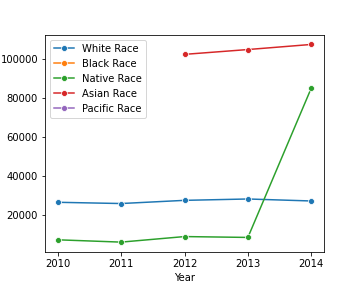 White Race
Black Race
Native Race
Asian Race
Pacific Race
100000
80000
60000
40000
20000
2010 2011 2012 2013 2014
Year